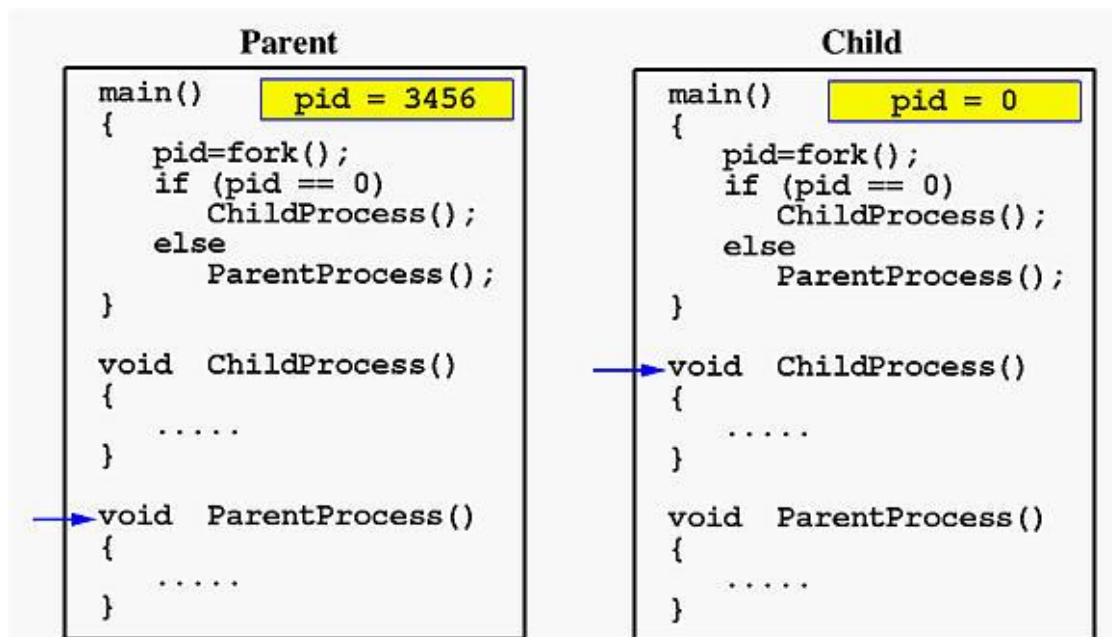 Parent
main()
pid = 3456
{
pid=fork();
if (pid == 0)
ChildProcess();
else
ParentProcess();
}
void ChildProcess()
{
.....
}
void ParentProcess()
{
.....
}
Child
main()
pid = 0
{
pid=fork();
if (pid == 0)
ChildProcess();
else
ParentProcess();
}
void ChildProcess()
{
.....
}
void ParentProcess()
{
.....
}